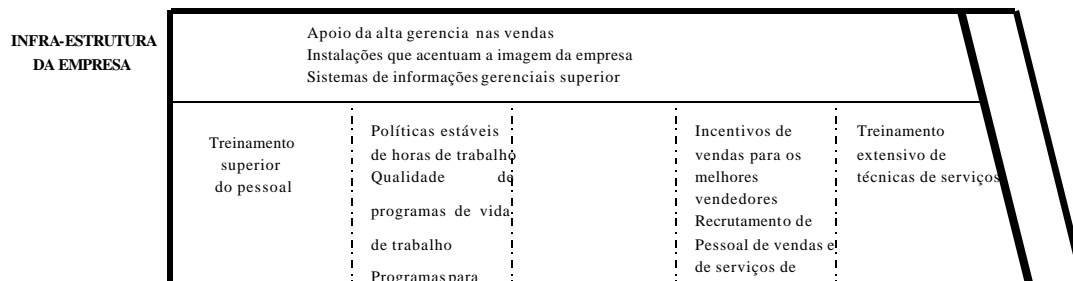 INFRA-ESTRUTURA
DA EMPRESA
Apoio da alta gerencia nas vendas
Instalações que acentuam a imagem da empresa
Sistemas de informações gerenciais superior
Treinamento
superior
do pessoal
Políticas estáveis
de horas de trabalho
Qualidade de
programas de vida
de trabalho
Programas para
Incentivos de
vendas para os
melhores
vendedores
Recrutamento de
Pessoal de vendas e
de serviços de
Treinamento
extensivo de
técnicas de serviços